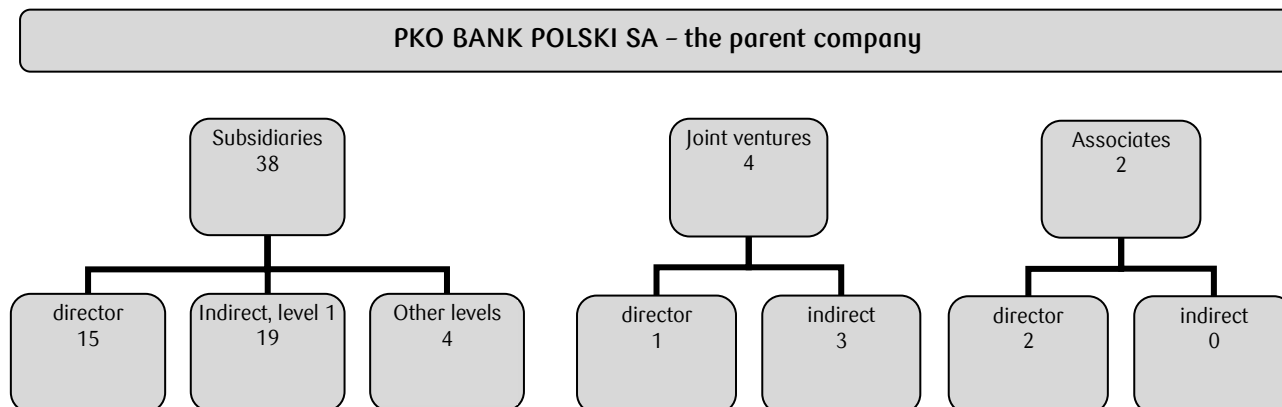 PKO BANK POLSKI SA – the parent company
Subsidiaries
38
Joint ventures
4
Associates
2
director
15
Indirect, level 1
19
Other levels
4
director
1
indirect
3
director
2
indirect
0